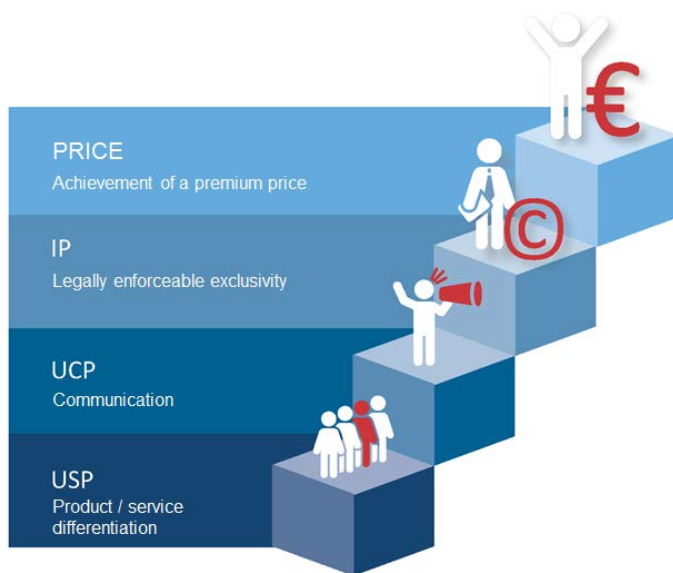 €
PRICE
Achievement of a premium price
©
IP
Legally enforceable exclusivity
UCP
Communication
USP
Product / service
differentiation